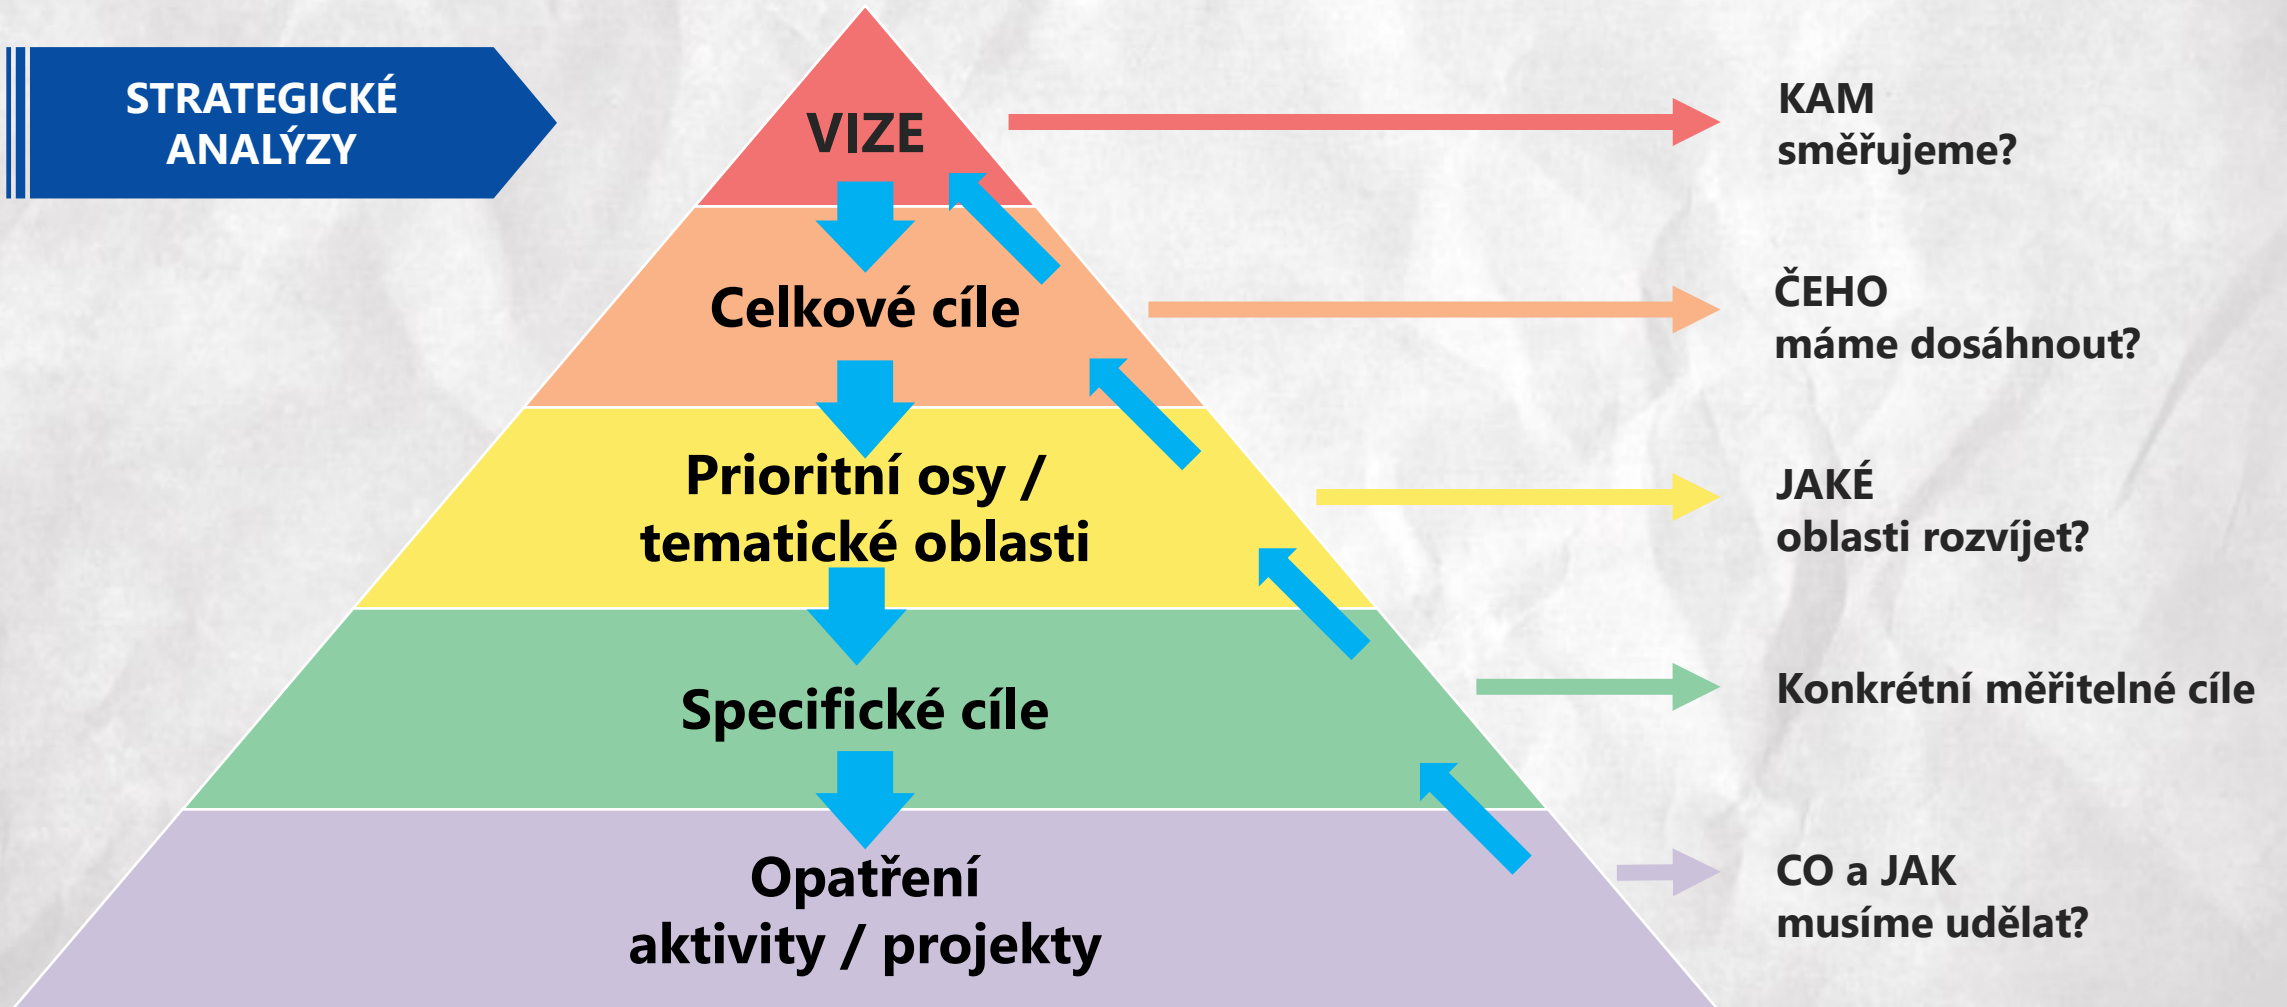 STRATEGICKÉ
ANALÝZY
VIZE
KAM
směřujeme?
Celkové cíle
ČEHO
máme dosáhnout?
Prioritní osy /
tematické oblasti
JAKÉ
oblasti rozvíjet?
Specifické cíle
Konkrétní měřitelné cíle
Opatření
aktivity / projekty
CO a JAK
musíme udělat?